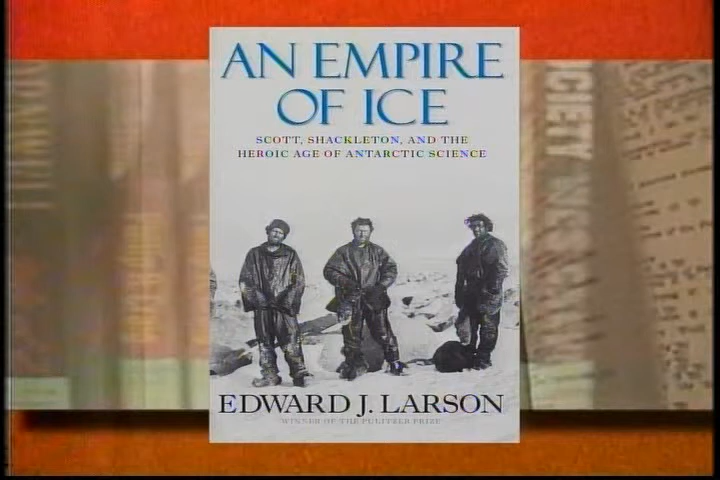 AN EMPIRE
OF ICE
SCOTT, SHACKLETON, AND THE
HEROIC AGE OF ANTARCTIC SCIENCE
EDWARD J. LARSON
WINNER OF THE PULITZER PRIZE